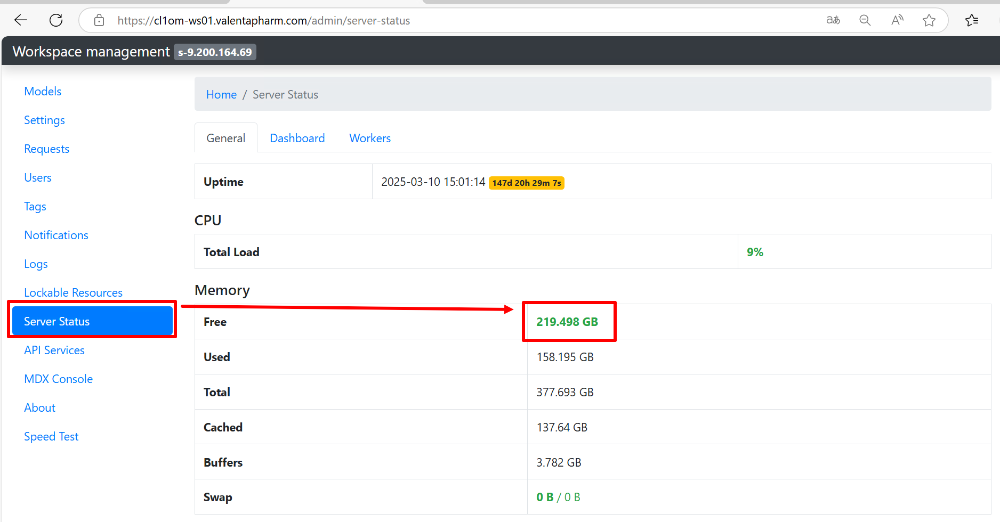 https://cl1om-ws01.valentapharm.com/admin/server-status
aあ
A
Workspace management s-9.200.164.69
Models
Settings
Requests
Users
Tags
Notifications
Logs
Lockable Resources
Server Status
API Services
MDX Console
About
Speed Test
Home / Server Status
General Dashboard Workers
Uptime 2025-03-10 15:01:14 147d 20h 29m 7s
CPU
Total Load 9%
Memory
Free 219.498 GB
Used 158.195 GB
Total 377.693 GB
Cached 137.64 GB
Buffers 3.782 GB
Swap 0 B / 0 B